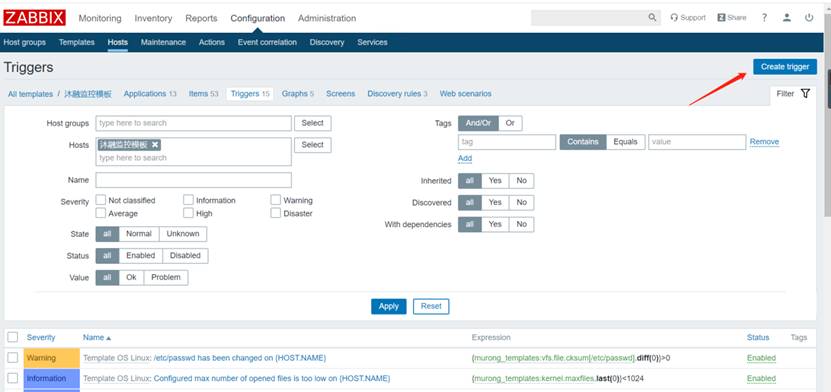 ZABBIX Monitoring Inventory Reports Configuration Administration Support Share ?
Host groups Templates Hosts Maintenance Actions Event correlation Discovery Services
Triggers Create trigger
All templates / 沐融监控模板 Applications 13 Items 53 Triggers 15 Graphs 5 Screens Discovery rules 3 Web scenarios Filter
Host groups type here to search Select Tags And/Or Or
tag Contains Equals value Remove
Hosts 沐融监控模板 Select
type here to search Add
Name Inherited all Yes No
Severity Not classified Information Warning Discovered all Yes No
Average High Disaster
State all Normal Unknown With dependencies all Yes No
Status all Enabled Disabled
Value all Ok Problem
Apply Reset
Severity Name Expression Status Tags
Warning Template OS Linux: /etc/passwd has been changed on {HOST.NAME} {murong_templates:vfs.file.cksum[/etc/passwd].diff(0)}>0 Enabled
Information Template OS Linux: Configured max number of opened files is too low on {HOST.NAME} {murong_templates:kernel.maxfiles.last(0)}<1024 Enabled